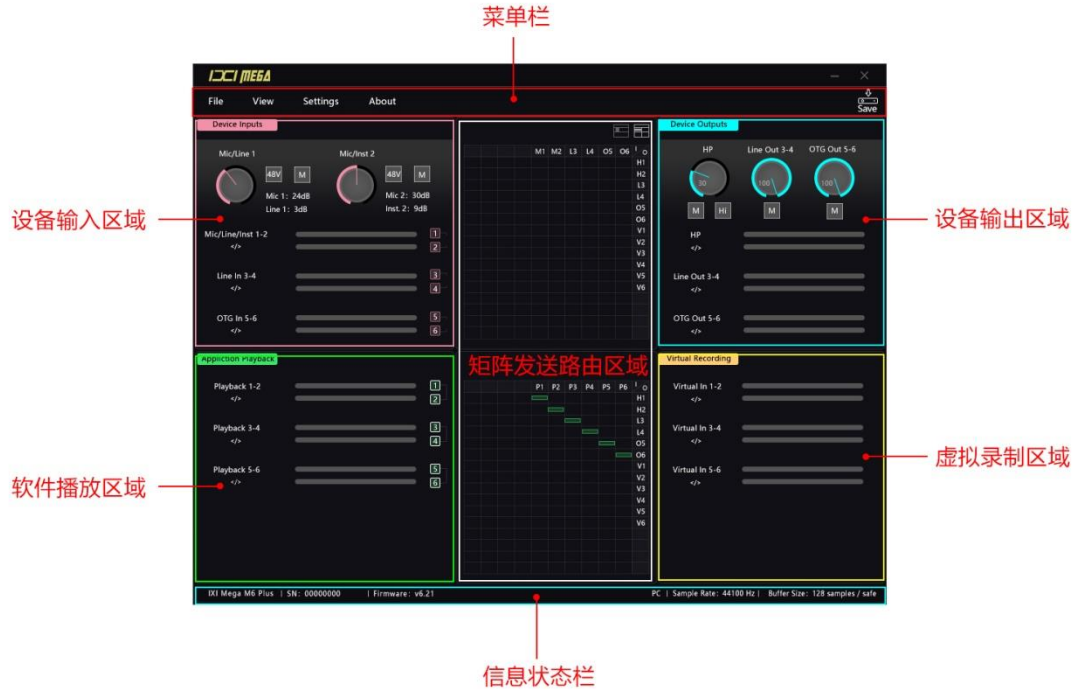 菜单栏
IXI MEGA
File View Settings About Save
Device Inputs
Mic/Line 1 Mic/Inst 2
48V M 48V M
Mic 1: 24dB Mic 2: 30dB
Line 1: 3dB Inst. 2: 9dB
Mic/Line/Inst 1-2 1
</> 2
Line In 3-4 3
</> 4
OTG In 5-6 5
</> 6
设备输入区域
M1 M2 L3 L4 O5 O6 I O
H1
H2
L3
L4
O5
O6
V1
V2
V3
V4
V5
V6
Device Outputs
HP Line Out 3-4 OTG Out 5-6
30 100 100
M Hi M M
HP
</>
Line Out 3-4
</>
OTG Out 5-6
</>
设备输出区域
Appliction Playback
Playback 1-2 1
</> 2
Playback 3-4 3
</> 4
Playback 5-6 5
</> 6
软件播放区域
矩阵发送路由区域
P1 P2 P3 P4 P5 P6 I O
H1
H2
L3
L4
O5
O6
V1
V2
V3
V4
V5
V6
Virtual Recording
Virtual In 1-2
</>
Virtual In 3-4
</>
Virtual In 5-6
</>
虚拟录制区域
IXI Mega M6 Plus | SN: 00000000 | Firmware: v6.21 PC | Sample Rate: 44100 Hz | Buffer Size: 128 samples / safe
信息状态栏